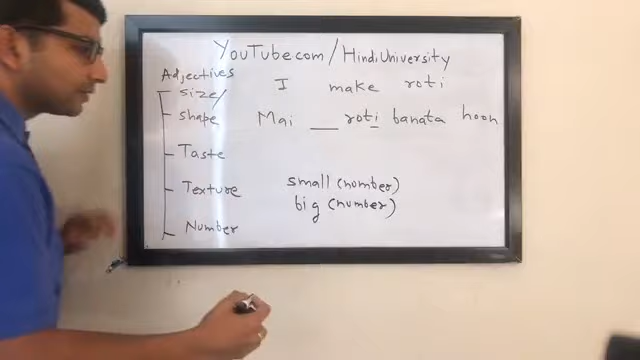 YouTube.com/HindiUniversity
Adjectives
I make roti
size/
shape
Mai __ roti banata hoon
Taste
Texture
small (number)
big (number)
Number